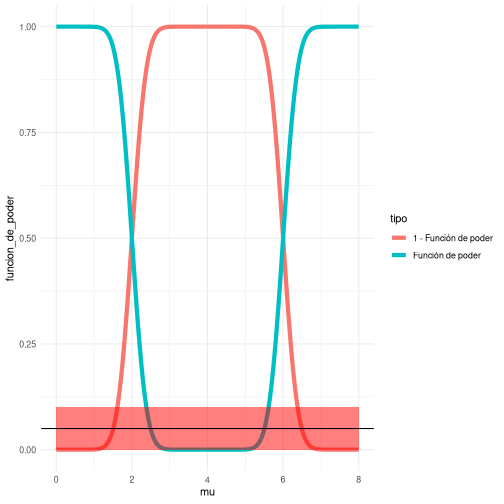 1.00
0.75
0.50
0.25
0.00
funcion_de_poder
0
2
4
6
8
mu
tipo
1 - Función de poder
Función de poder